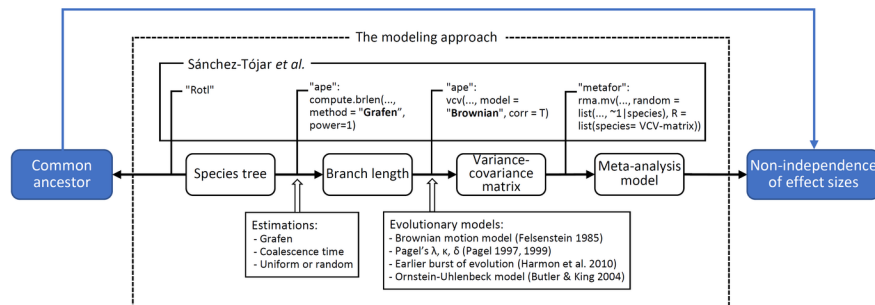 The modeling approach
Sánchez-Tójar et al.
"Rotl"
"ape":
compute.brlen(...,
method = "Grafen",
power=1)
"ape":
vcv(..., model =
"Brownian", corr = T)
"metafor":
rma.mv(..., random =
list(..., ~1|species), R =
list(species= VCV-matrix))
Common
ancestor
Species tree
Branch length
Variance-
covariance
matrix
Meta-analysis
model
Non-independence
of effect sizes
Estimations:
- Grafen
- Coalescence time
- Uniform or random
Evolutionary models:
- Brownian motion model (Felsenstein 1985)
- Pagel's λ, κ, δ (Pagel 1997, 1999)
- Earlier burst of evolution (Harmon et al. 2010)
- Ornstein-Uhlenbeck model (Butler & King 2004)